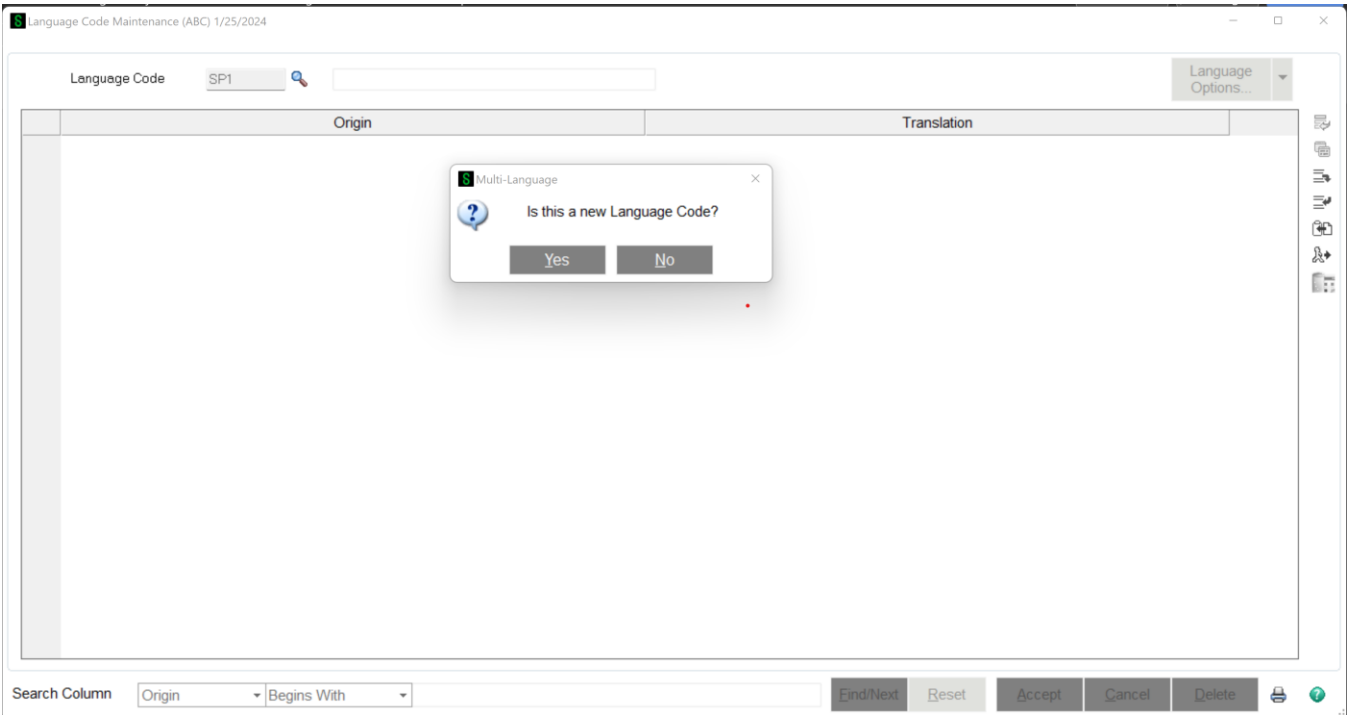 Language Code Maintenance (ABC) 1/25/2024
Language Code SP1
Language
Options...
Origin Translation
Multi-Language
Is this a new Language Code?
Yes No
Search Column Origin Begins With Find/Next Reset Accept Cancel Delete